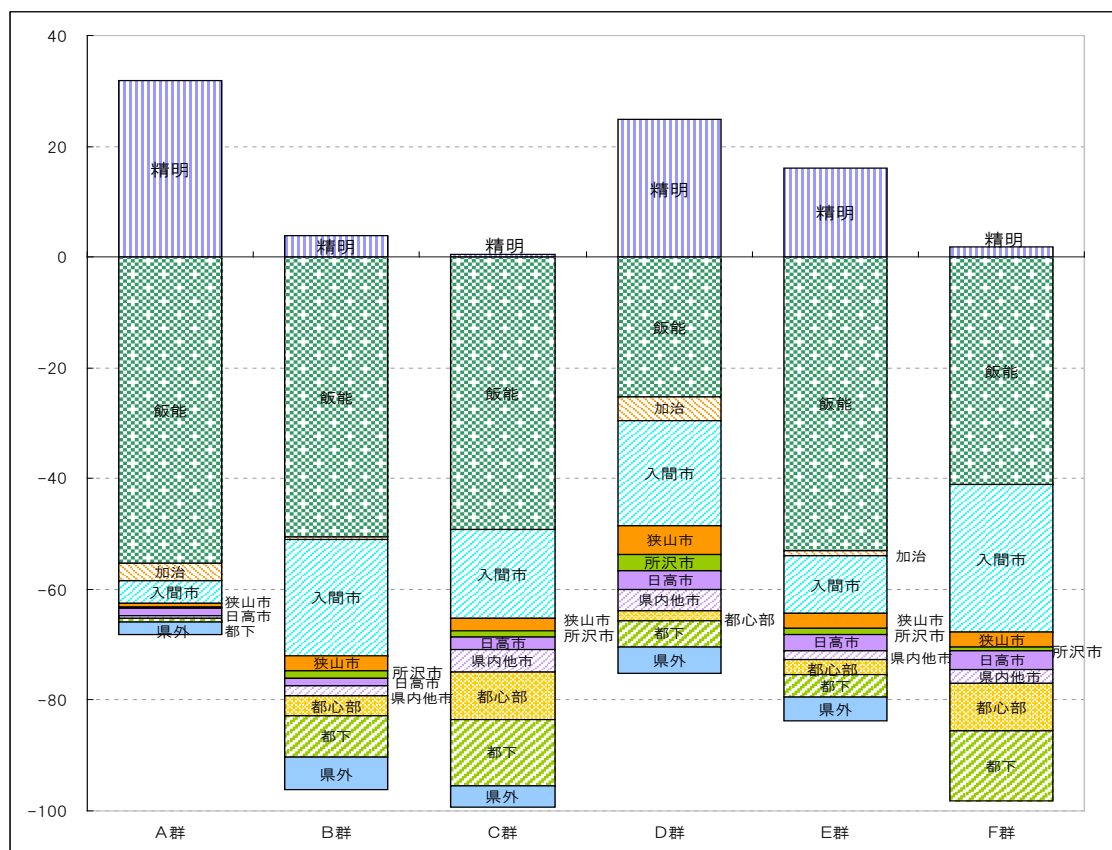 40
20
0
-20
-40
-60
-80
-100
精明
飯能
加治
入間市
狭山市
日高市
都下
県外
A群
精明
飯能
入間市
狭山市
所沢市
日高市
県内他市
都心部
都下
県外
B群
精明
飯能
入間市
狭山市
所沢市
日高市
県内他市
都心部
都下
県外
C群
精明
飯能
加治
入間市
狭山市
所沢市
日高市
県内他市
都心部
都下
県外
D群
精明
飯能
加治
入間市
狭山市
所沢市
日高市
県内他市
都心部
都下
県外
E群
精明
飯能
入間市
狭山市
所沢市
日高市
県内他市
都心部
都下
F群